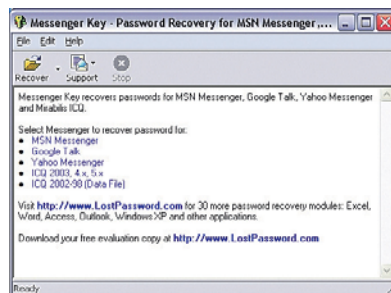 Messenger Key - Password Recovery for MSN Messenger,...
File Edit Help
Recover Support Stop
Messenger Key recovers passwords for MSN Messenger, Google Talk, Yahoo Messenger
and Mirabilis ICQ.
Select Messenger to recover password for:
• MSN Messenger
• Google Talk
• Yahoo Messenger
• ICQ 2003, 4.x, 5.x
• ICQ 2002-98 (Data File)
Visit http://www.LostPassword.com for 30 more password recovery modules: Excel,
Word, Access, Outlook, Windows XP and other applications.
Download your free evaluation copy at http://www.LostPassword.com
Ready